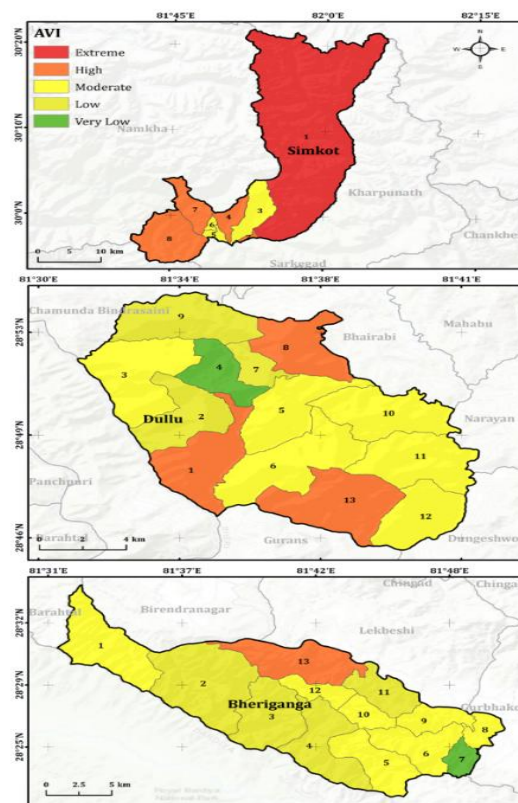 81°45'E 82°0'E 82°15'E
AVI
Extreme
High
Moderate
Low
Very Low
N
W E
S
30°20'N
30°10'N
30°0'N
Namkha
1
Simkot
Kharpunath
7
4
3
6
5
8
Chankhe
Sarkegad
0 5 10 km
81°30'E 81°34'E 81°38'E 81°41'E
28°53'N
28°49'N
28°46'N
Chamunda Bindrasaini
9
8
Bhairabi
Mahabu
3
4
7
2
Dullu
5
10
Narayan
1
6
11
Panchpuri
13
12
Barahtal
Gurans
Dungeshwor
0 2 4 km
81°31'E 81°37'E 81°42'E 81°48'E
28°32'N
28°29'N
28°25'N
Barahtal
Birendranagar
Chingad
Chinga
Lekbeshi
1
13
2
12
11
Gurbhako
Bheriganga
3
10
9
8
4
5
6
7
0 2.5 5 km